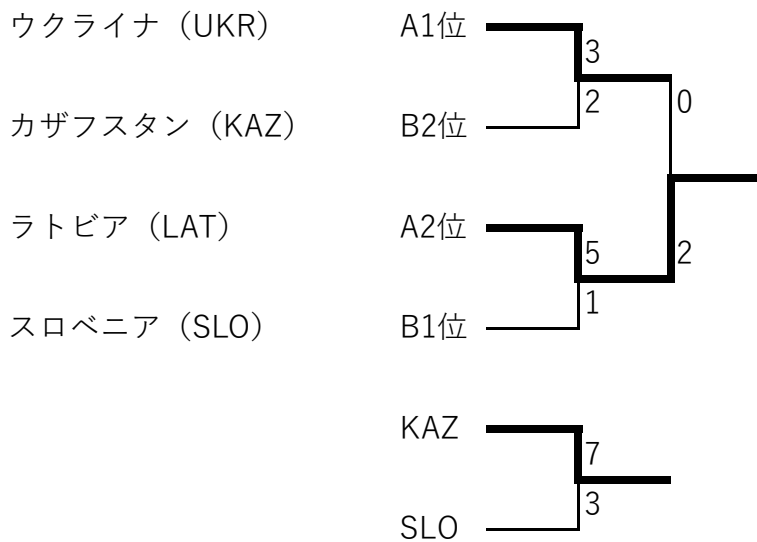 ウクライナ（UKR） A1位
3
0
2
カザフスタン（KAZ） B2位
ラトビア（LAT） A2位
5
2
1
スロベニア（SLO） B1位
KAZ
7
3
SLO